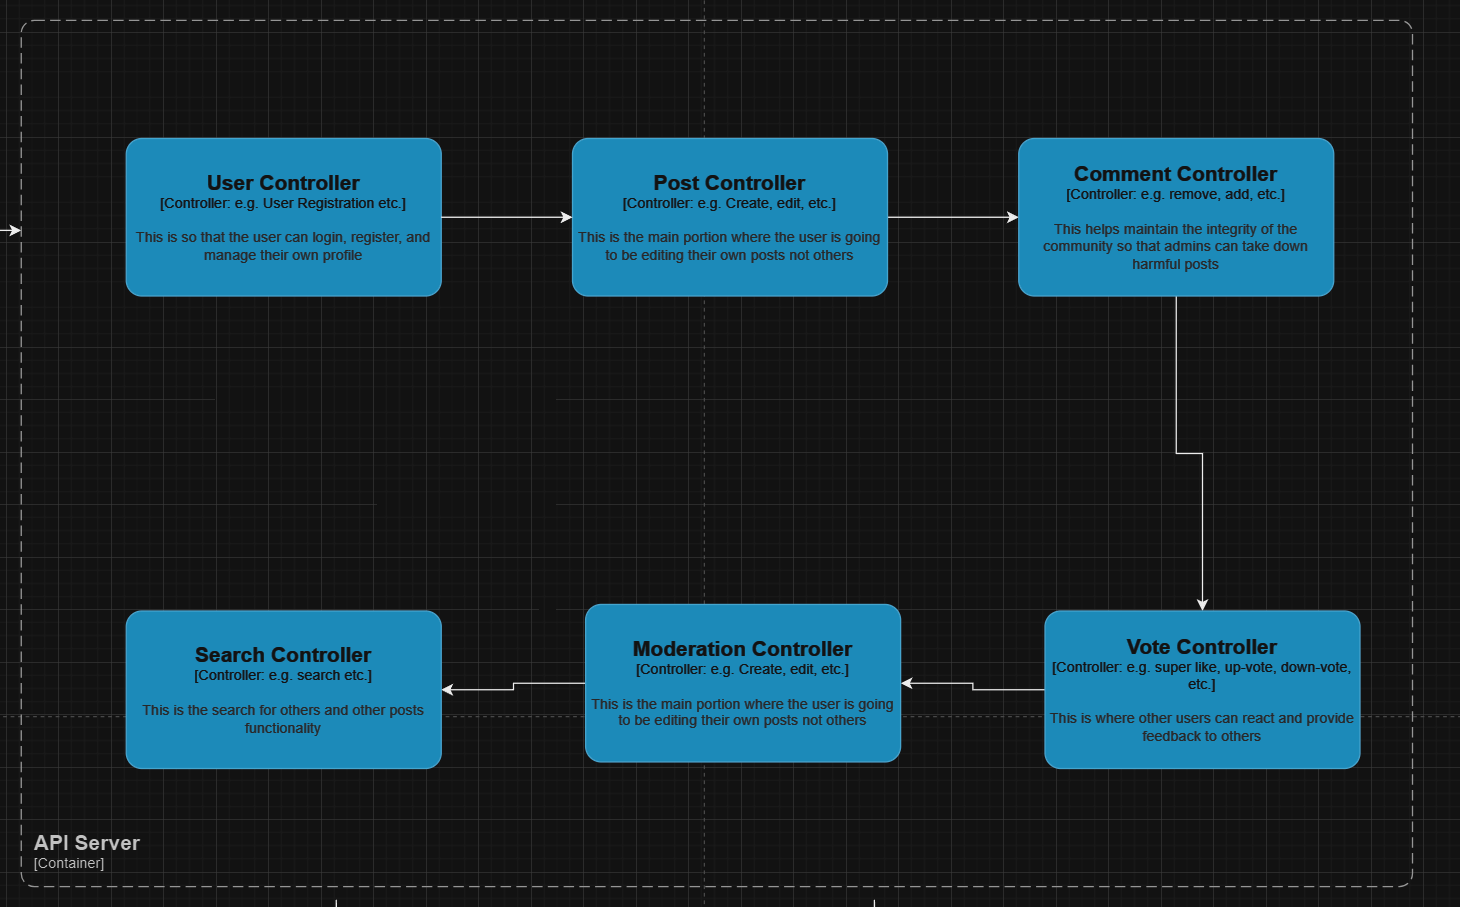 User Controller
[Controller: e.g. User Registration etc.]
This is so that the user can login, register, and
manage their own profile
Post Controller
[Controller: e.g. Create, edit, etc.]
This is the main portion where the user is going
to be editing their own posts not others
Comment Controller
[Controller: e.g. remove, add, etc.]
This helps maintain the integrity of the
community so that admins can take down
harmful posts
Search Controller
[Controller: e.g. search etc.]
This is the search for others and other posts
functionality
Moderation Controller
[Controller: e.g. Create, edit, etc.]
This is the main portion where the user is going
to be editing their own posts not others
Vote Controller
[Controller: e.g. super like, up-vote, down-vote,
etc.]
This is where other users can react and provide
feedback to others
API Server
[Container]